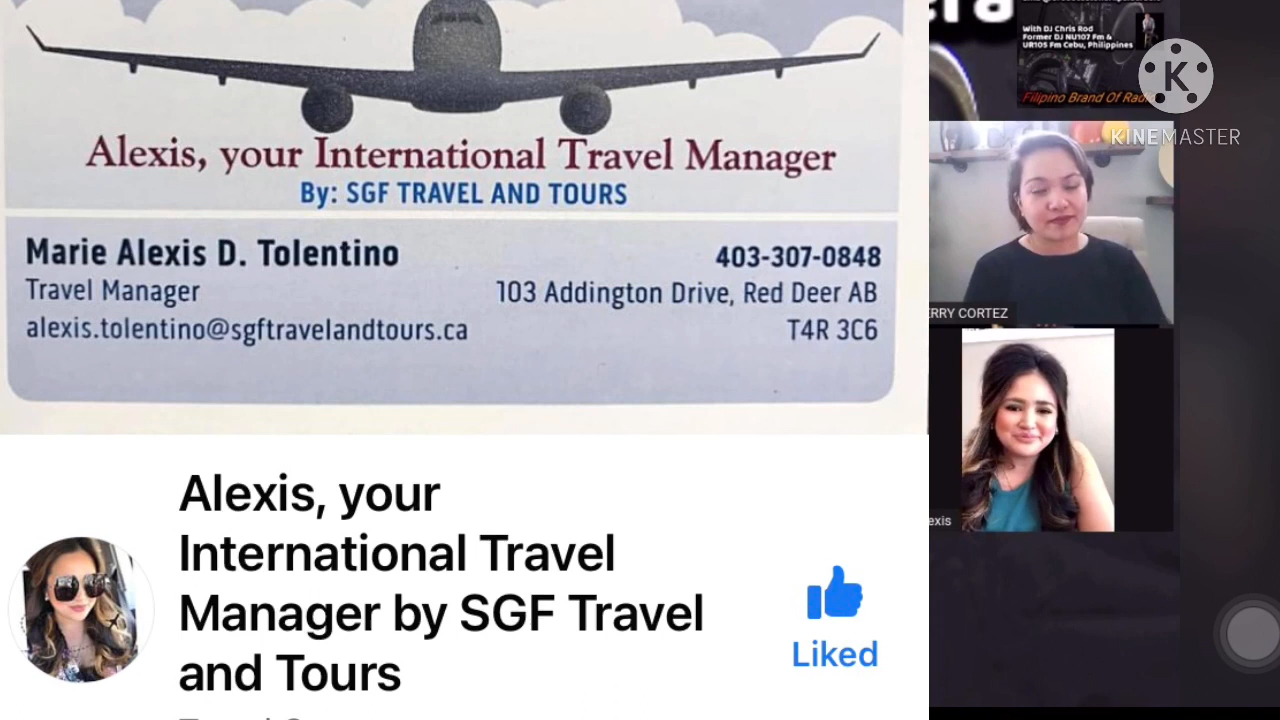 Alexis, your International Travel Manager
By: SGF TRAVEL AND TOURS
Marie Alexis D. Tolentino
403-307-0848
Travel Manager
103 Addington Drive, Red Deer AB
alexis.tolentino@sgftravelandtours.ca
T4R 3C6
Alexis, your
International Travel
Manager by SGF Travel
and Tours
Liked
With DJ Chris Rod
Former DJ NU107 Fm &
UR105 Fm Cebu, Philippines
Filipino Brand Of Radio
K
KINEMASTER
ERRY CORTEZ
exis